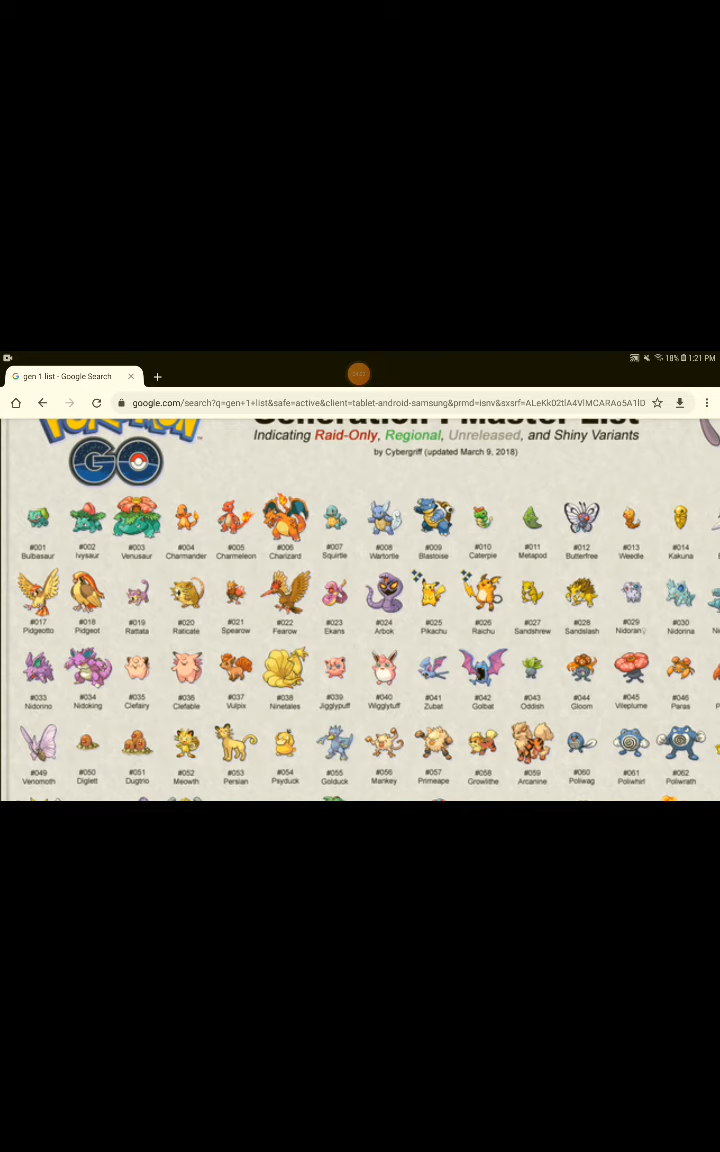 18% 1:21 PM
G gen 1 list - Google Search
google.com/search?q=gen+1+list&safe=active&client=tablet-android-samsung&prmd=isnv&sxsrf=ALeKk02tlA4VlMCARAo5A1lD
GO
Generation I Master List
Indicating Raid-Only, Regional, Unreleased, and Shiny Variants
by Cybergriff (updated March 9, 2018)
#001 #002 #003 #004 #005 #006 #007 #008 #009 #010 #011 #012 #013 #014
Bulbasaur Ivysaur Venusaur Charmander Charmeleon Charizard Squirtle Wartortle Blastoise Caterpie Metapod Butterfree Weedle Kakuna
#017 #018 #019 #020 #021 #022 #023 #024 #025 #026 #027 #028 #029 #030
Pidgeotto Pidgeot Rattata Raticate Spearow Fearow Ekans Arbok Pikachu Raichu Sandshrew Sandslash Nidoran♀ Nidorina
#033 #034 #035 #036 #037 #038 #039 #040 #041 #042 #043 #044 #045 #046
Nidorino Nidoking Clefairy Clefable Vulpix Ninetales Jigglypuff Wigglytuff Zubat Golbat Oddish Gloom Vileplume Paras
#049 #050 #051 #052 #053 #054 #055 #056 #057 #058 #059 #060 #061 #062
Venomoth Diglett Dugtrio Meowth Persian Psyduck Golduck Mankey Primeape Growlithe Arcanine Poliwag Poliwhirl Poliwrath